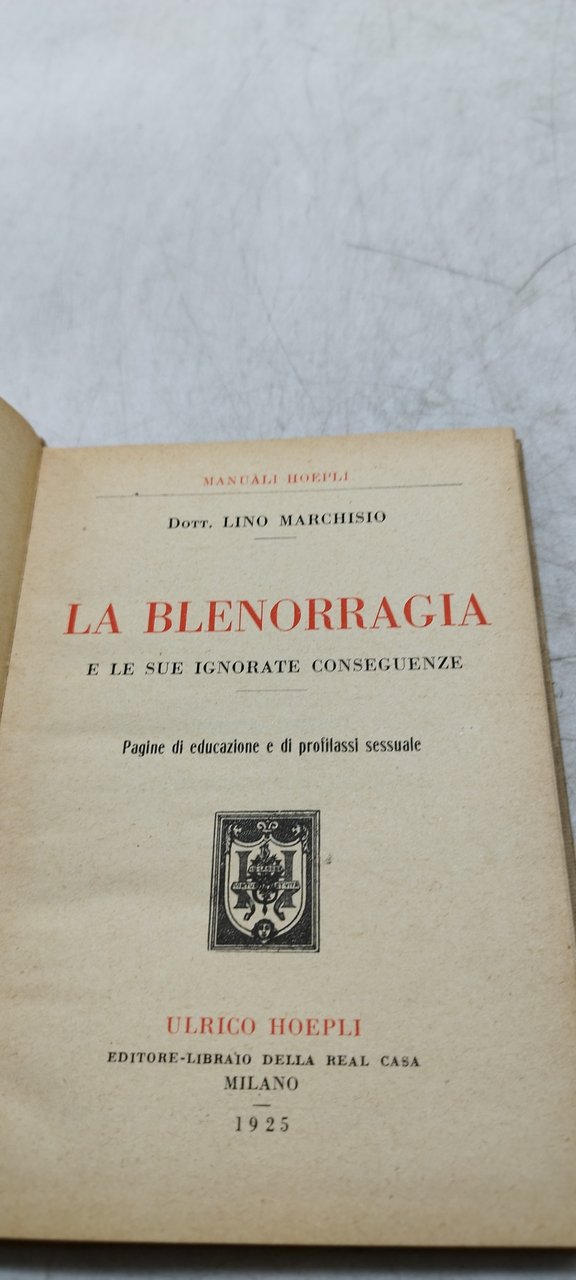 MANUALI HOEPLI
DOTT. LINO MARCHISIO
LA BLENORRAGIA
E LE SUE IGNORATE CONSEGUENZE
Pagine di educazione e di profilassi sessuale
ULRICO HOEPLI
EDITORE-LIBRAIO DELLA REAL CASA
MILANO
1925